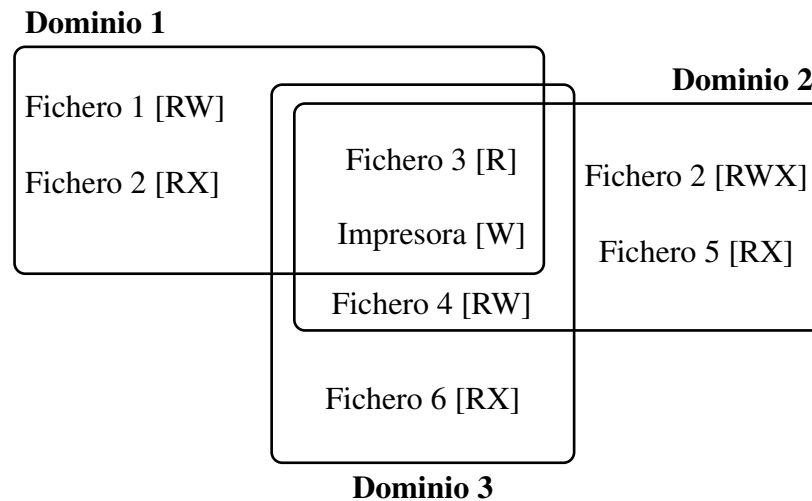 Dominio 1
Dominio 2
Fichero 1 [RW]
Fichero 2 [RX]
Fichero 3 [R]
Impresora [W]
Fichero 2 [RWX]
Fichero 5 [RX]
Fichero 4 [RW]
Fichero 6 [RX]
Dominio 3